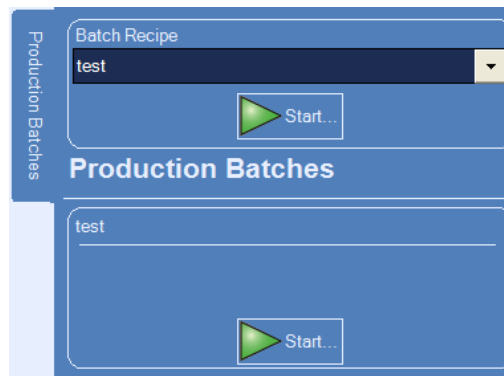 Production Batches
Batch Recipe
test
Start...
Production Batches
test
Start...